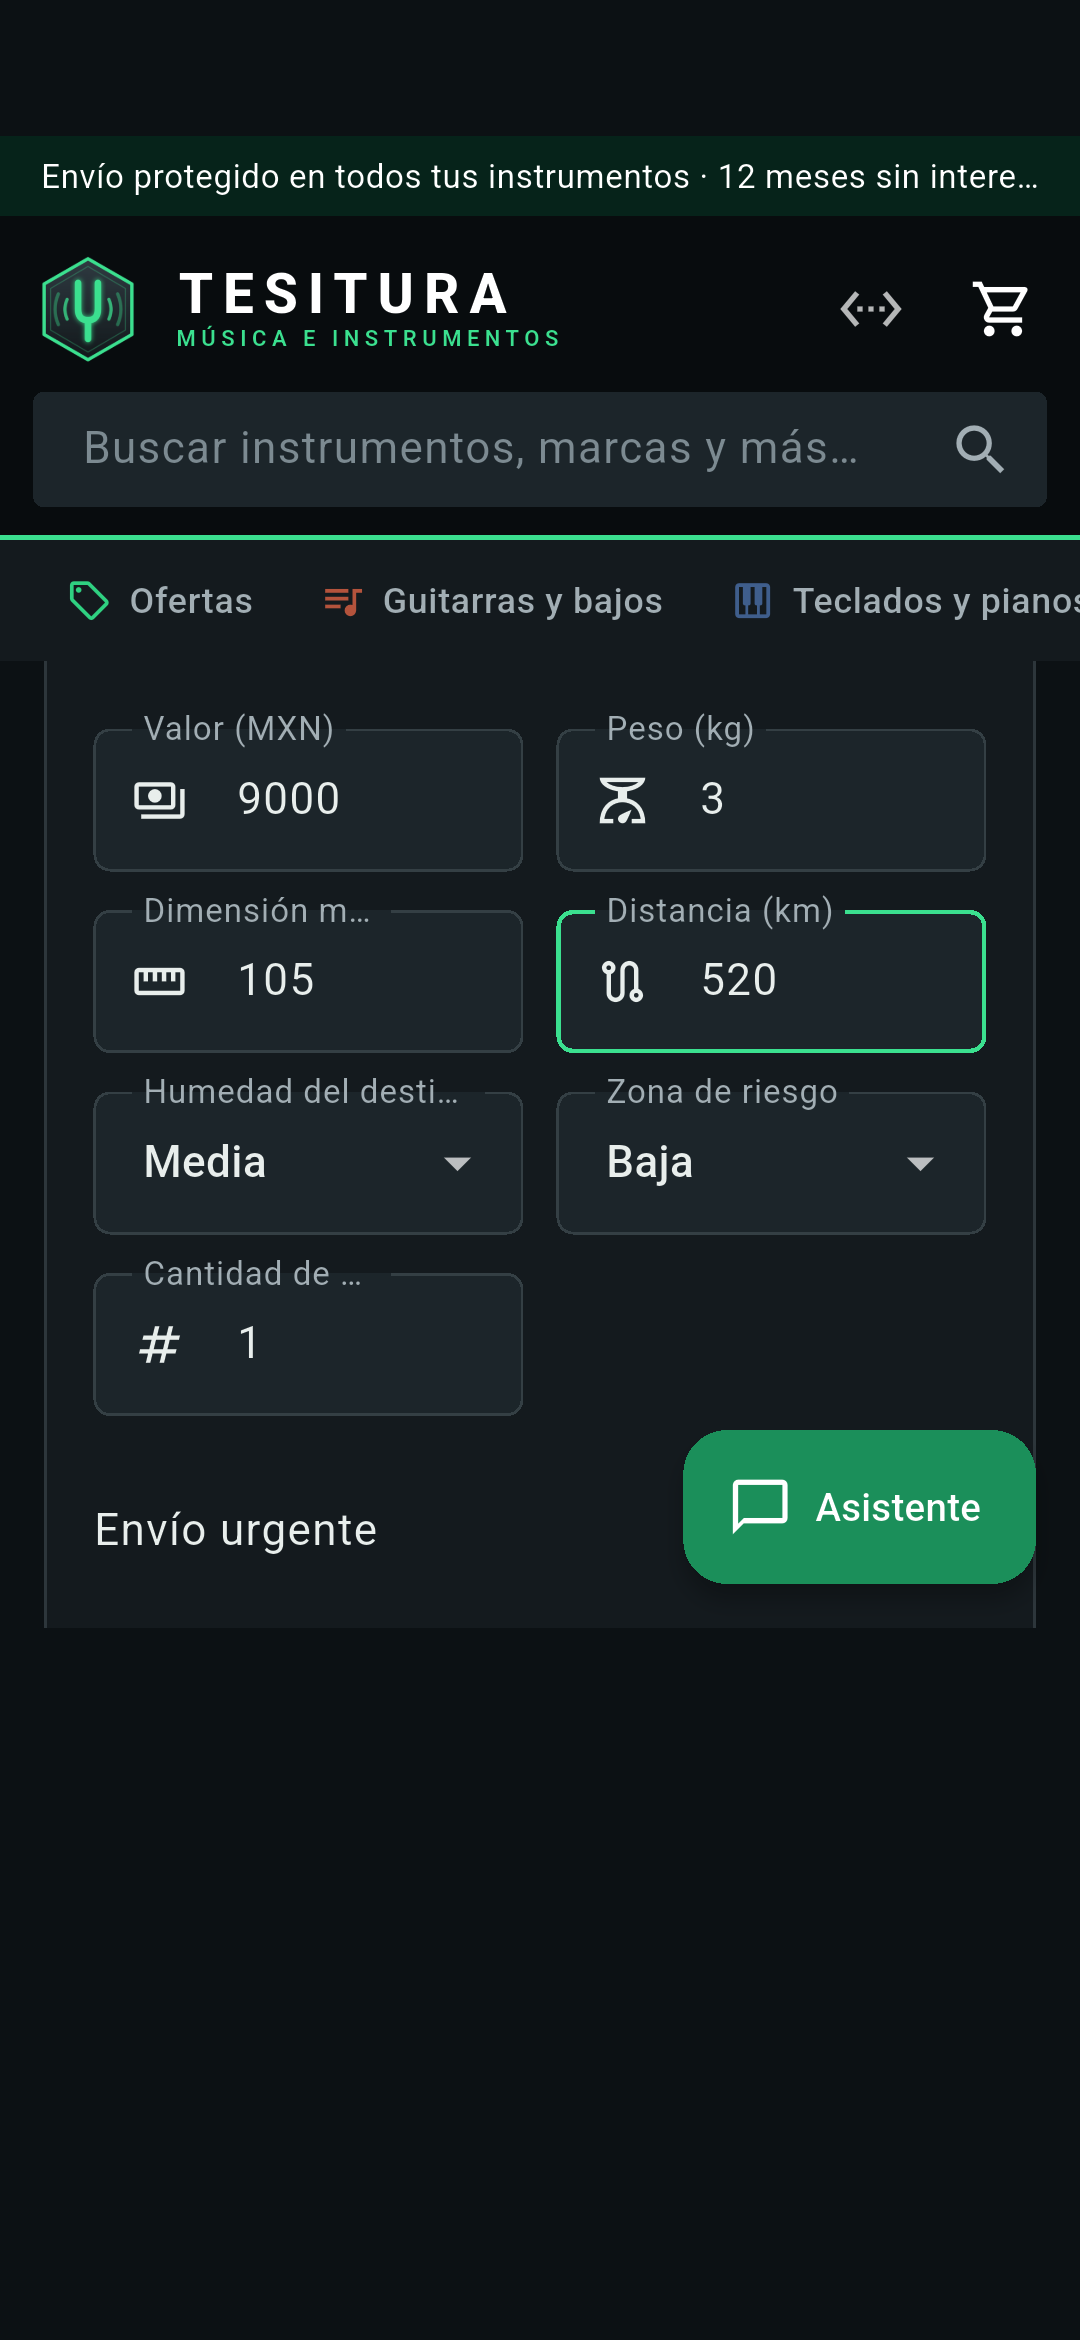 Envío protegido en todos tus instrumentos · 12 meses sin intere…
TESITURA
MÚSICA E INSTRUMENTOS
Buscar instrumentos, marcas y más…
Ofertas
Guitarras y bajos
Teclados y pianos
Valor (MXN)
9000
Peso (kg)
3
Dimensión m…
105
Distancia (km)
520
Humedad del desti…
Media
Zona de riesgo
Baja
Cantidad de …
# 1
Asistente
Envío urgente